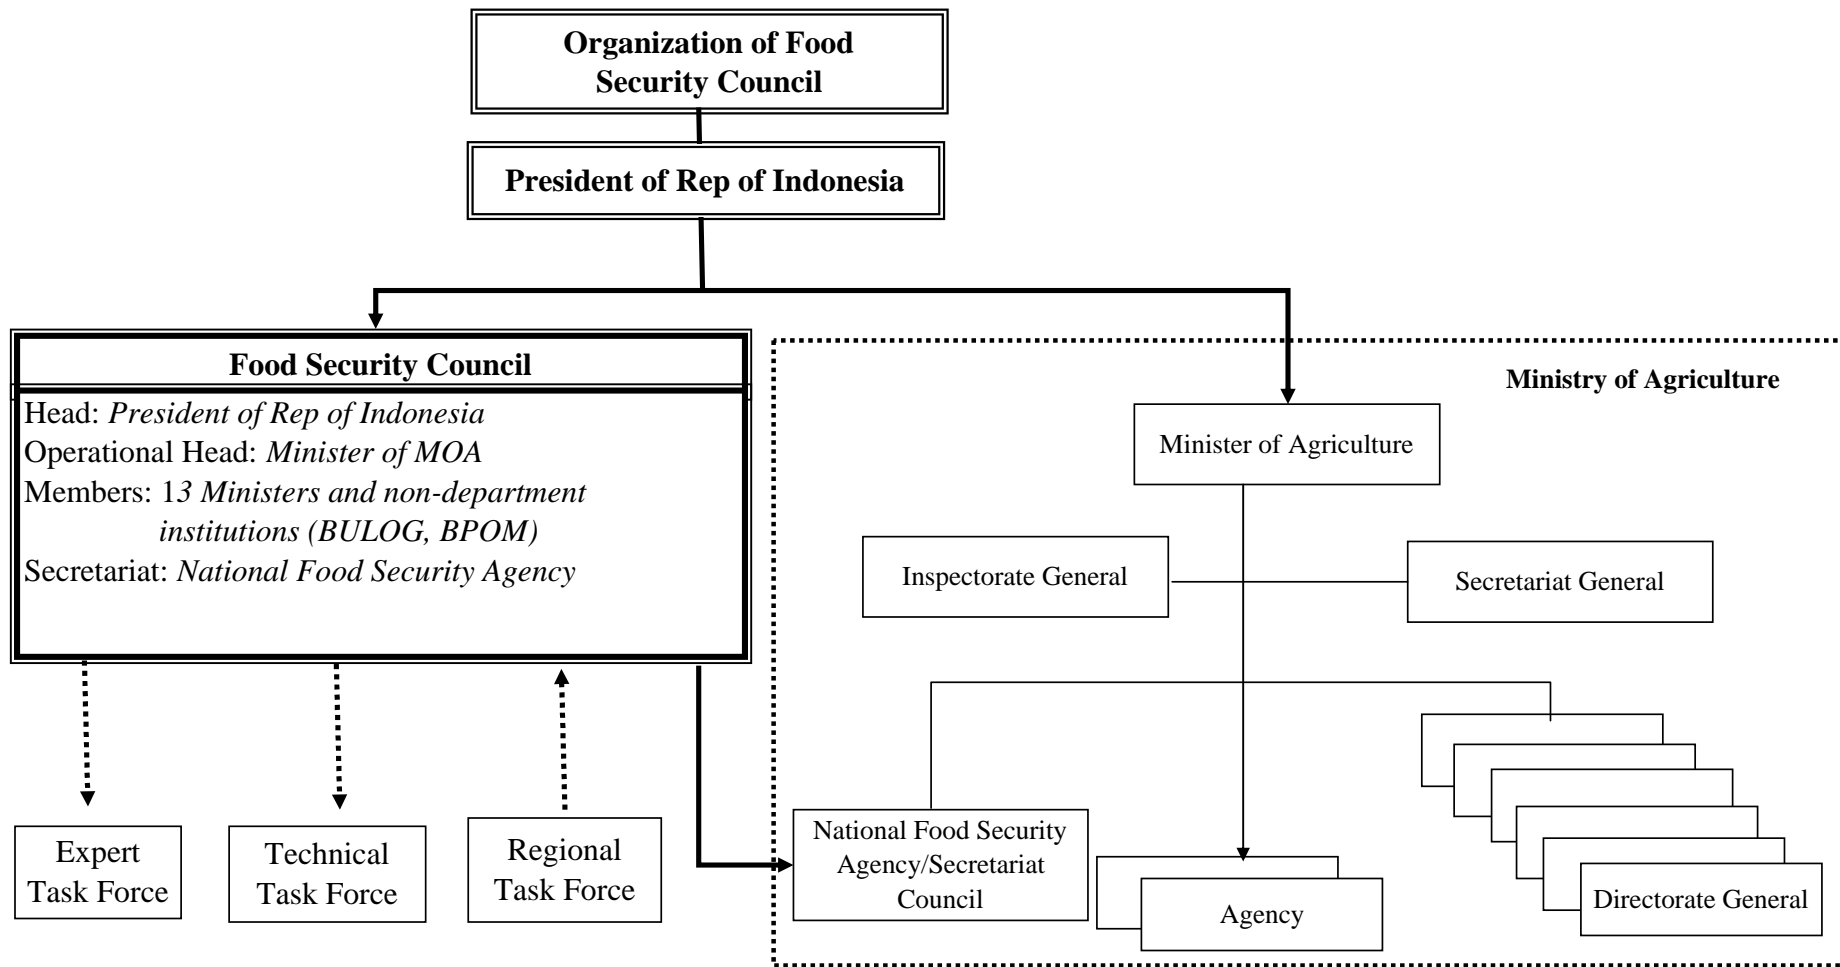 Organization of Food
Security Council
President of Rep of Indonesia
Food Security Council
Head: President of Rep of Indonesia
Operational Head: Minister of MOA
Members: 13 Ministers and non-department
institutions (BULOG, BPOM)
Secretariat: National Food Security Agency
Ministry of Agriculture
Minister of Agriculture
Inspectorate General
Secretariat General
Expert
Task Force
Technical
Task Force
Regional
Task Force
National Food Security
Agency/Secretariat
Council
Agency
Directorate General